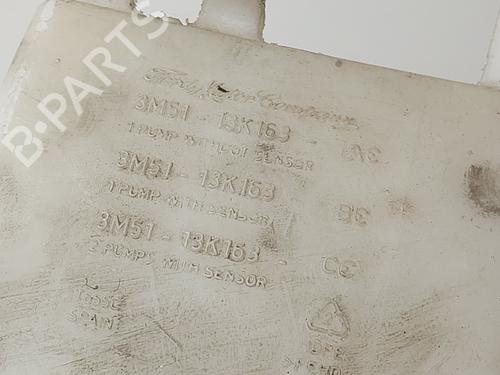 B-PARTS
Ford Motor Company
3M51 - 13K163 - AC
1 PUMP WITHOUT SENSOR
3M51 - 13K163 - BC
1 PUMP WITH SENSOR
3M51 - 13K163 - CC
2 PUMPS WITH SENSOR
SPAIN